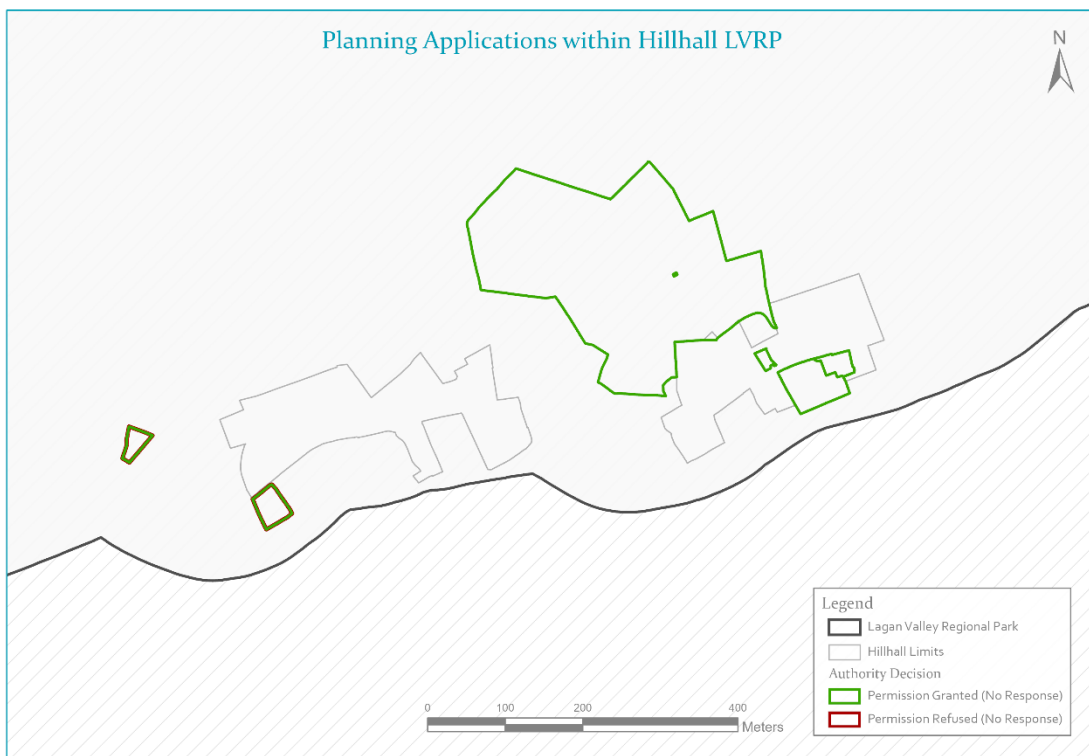 Planning Applications within Hillhall LVRP
N
Legend
Lagan Valley Regional Park
Hillhall Limits
Authority Decision
Permission Granted (No Response)
Permission Refused (No Response)
0 100 200 400
Meters